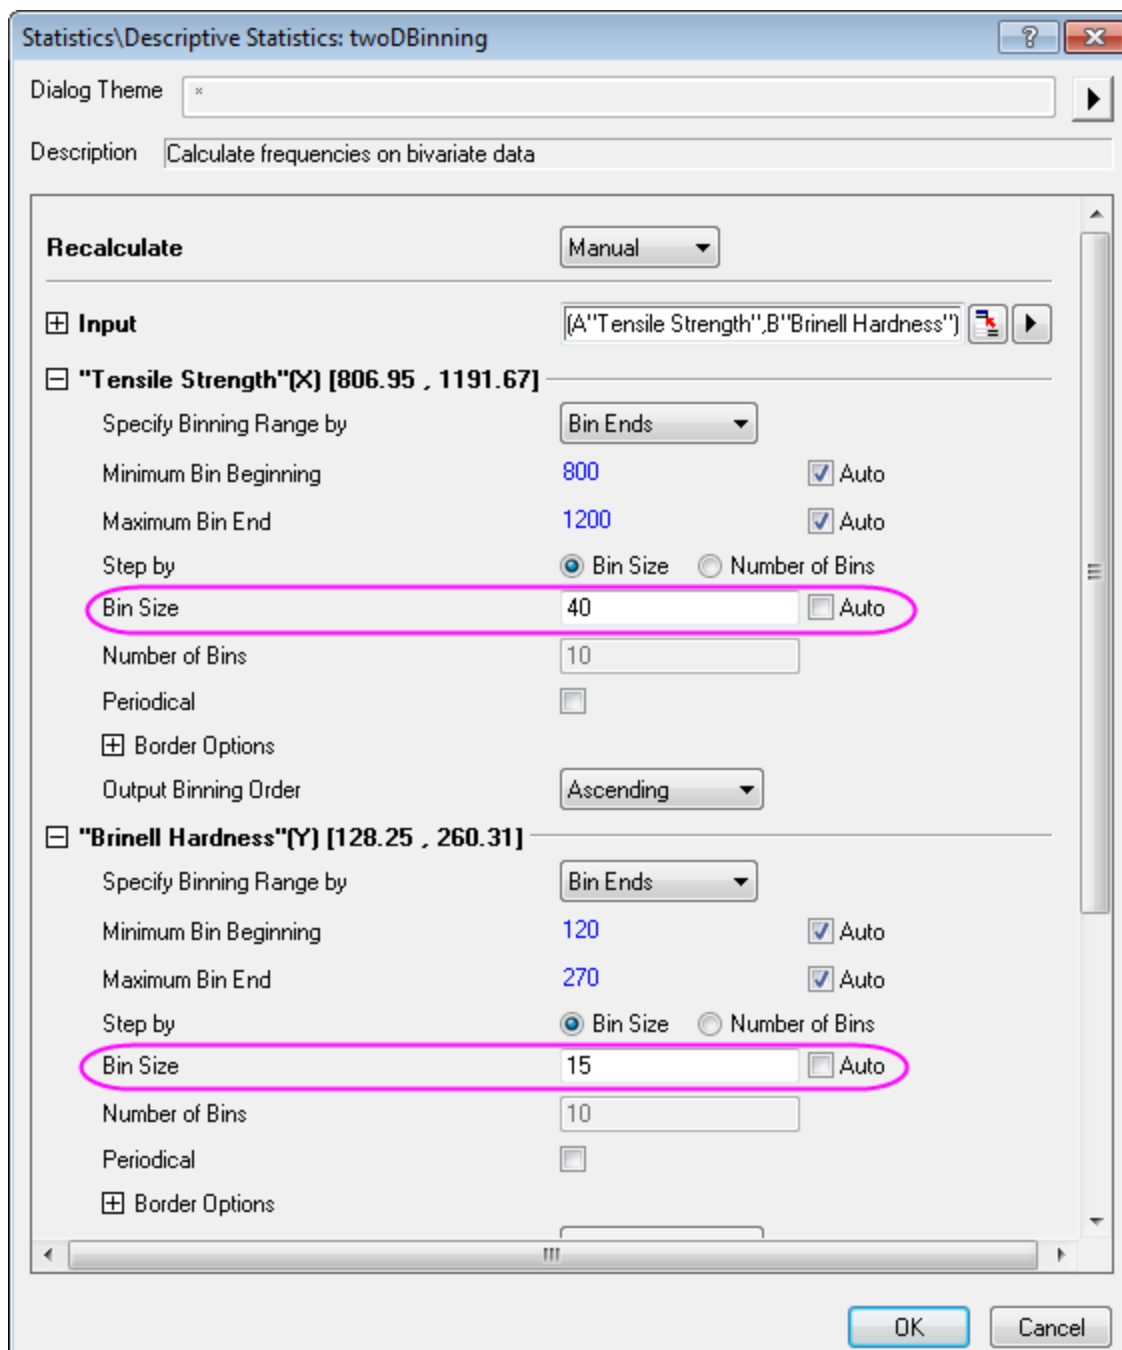 Statistics\Descriptive Statistics: twoDBinning
Dialog Theme *
Description Calculate frequencies on bivariate data
Recalculate Manual
Input (A"Tensile Strength",B"Brinell Hardness")
"Tensile Strength"(X) [806.95 , 1191.67]
Specify Binning Range by Bin Ends
Minimum Bin Beginning 800 Auto
Maximum Bin End 1200 Auto
Step by Bin Size Number of Bins
Bin Size 40 Auto
Number of Bins 10
Periodical
Border Options
Output Binning Order Ascending
"Brinell Hardness"(Y) [128.25 , 260.31]
Specify Binning Range by Bin Ends
Minimum Bin Beginning 120 Auto
Maximum Bin End 270 Auto
Step by Bin Size Number of Bins
Bin Size 15 Auto
Number of Bins 10
Periodical
Border Options
OK Cancel